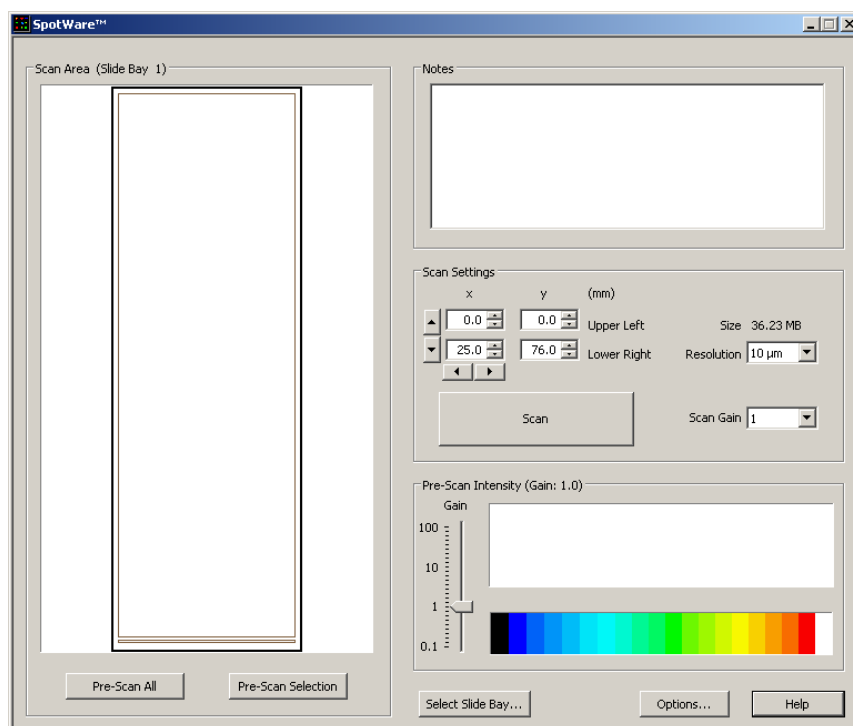 SpotWare™
Scan Area (Slide Bay 1)
Pre-Scan All
Pre-Scan Selection
Notes
Scan Settings
x y (mm)
0.0 0.0 Upper Left Size 36.23 MB
25.0 76.0 Lower Right Resolution 10 µm
Scan
Scan Gain 1
Pre-Scan Intensity (Gain: 1.0)
Gain
100
10
1
0.1
Select Slide Bay...
Options...
Help